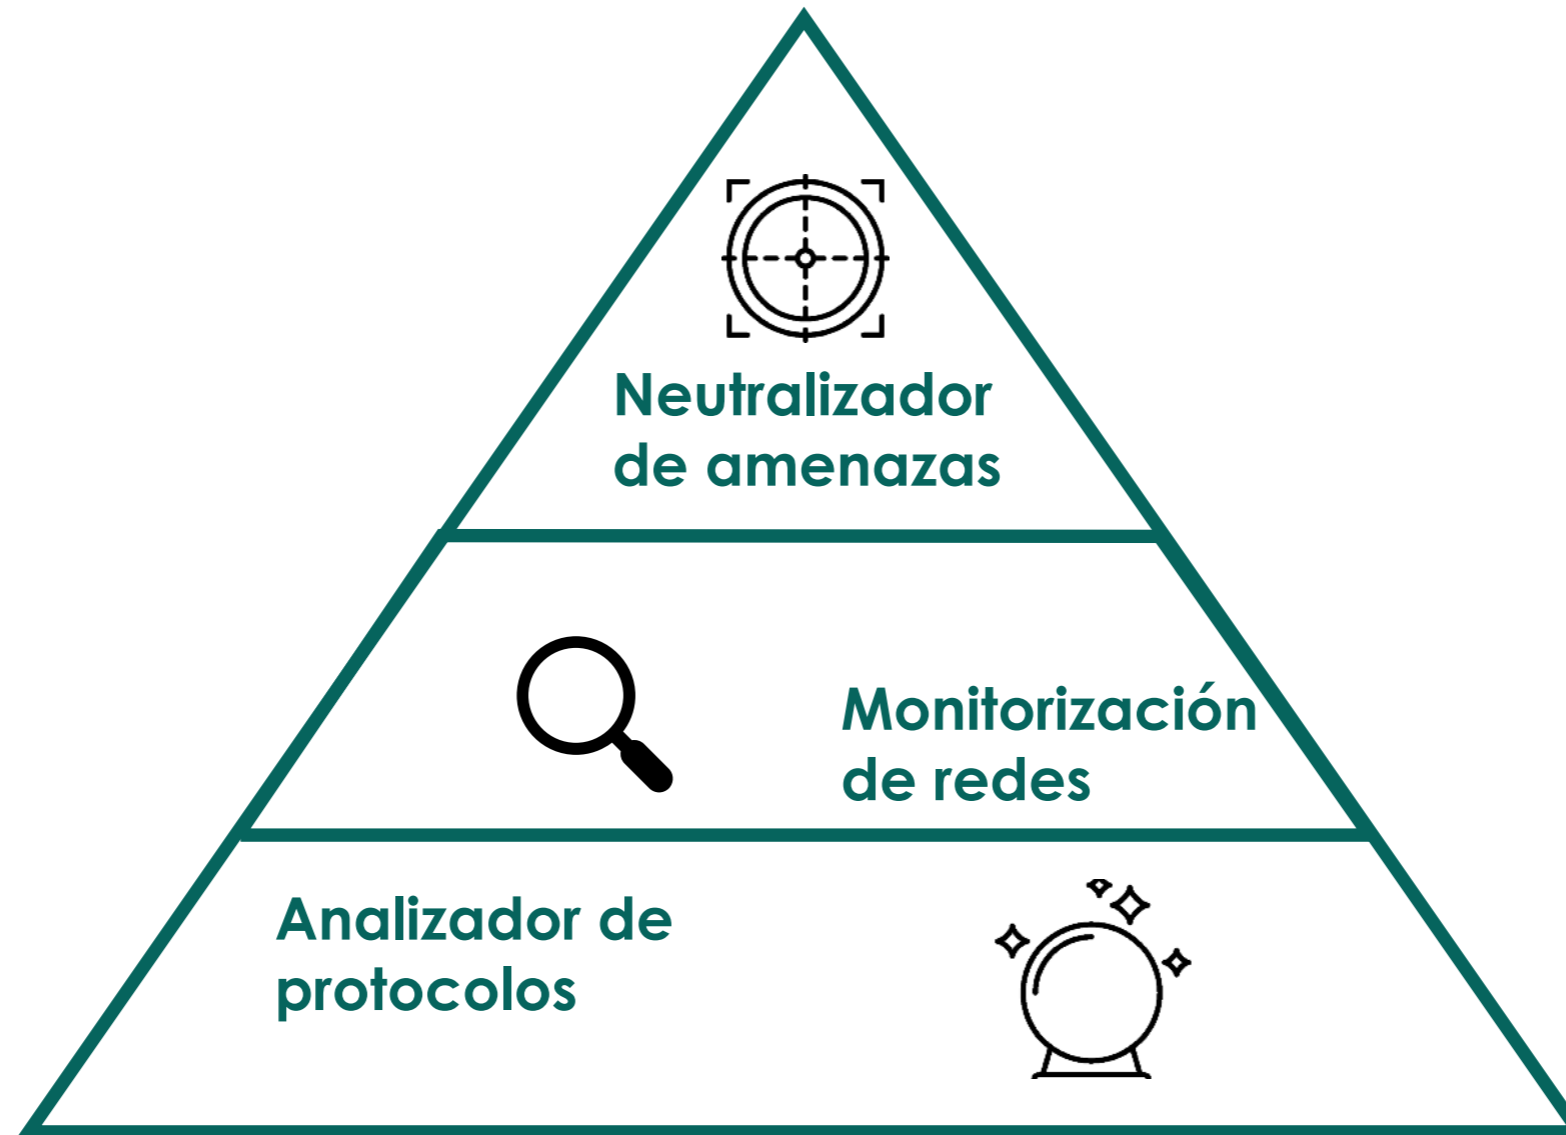 Neutralizador
de amenazas
Monitorización
de redes
Analizador de
protocolos